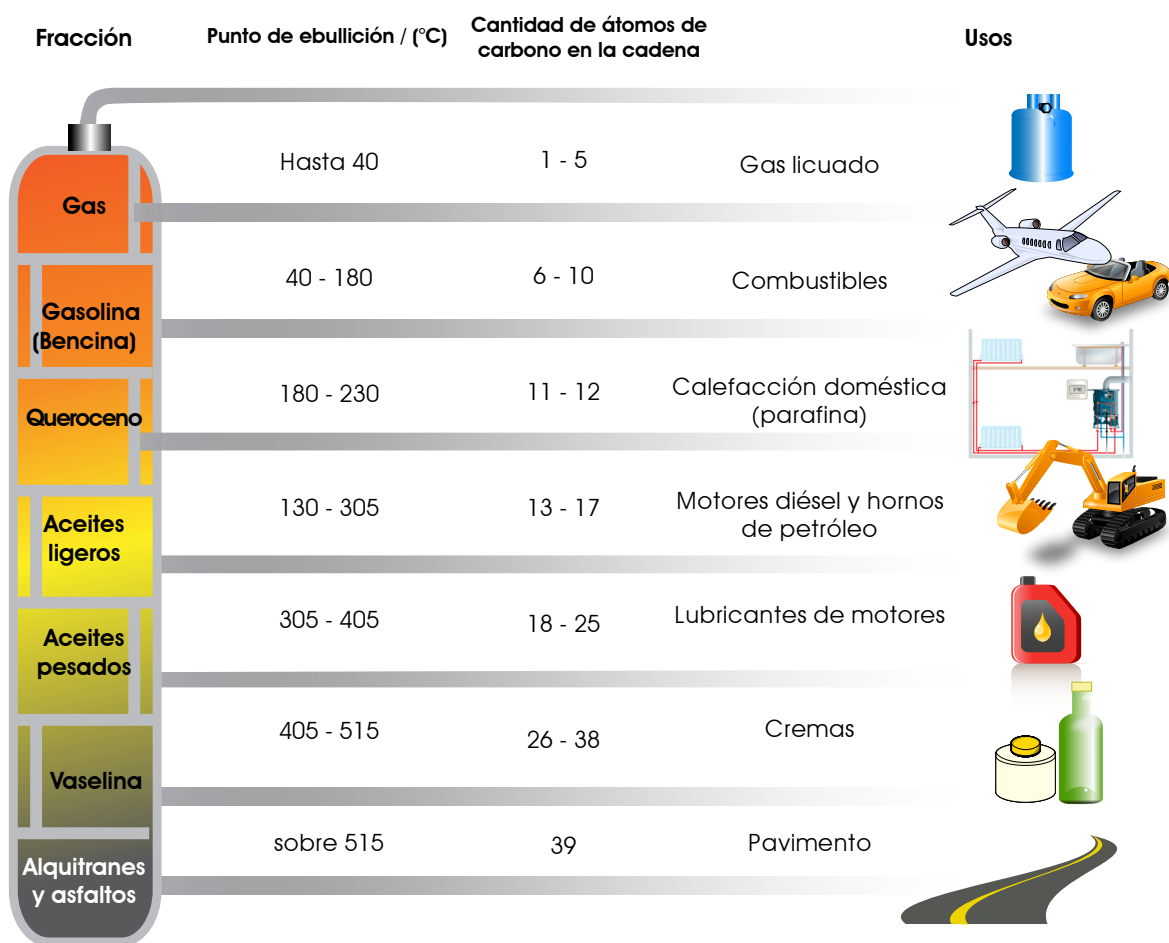 Fracción
Punto de ebullición / (°C)
Cantidad de átomos de
carbono en la cadena
Usos
Gas
Hasta 40
1 - 5
Gas licuado
Gasolina
(Bencina)
40 - 180
6 - 10
Combustibles
Queroceno
180 - 230
11 - 12
Calefacción doméstica
(parafina)
Aceites
ligeros
130 - 305
13 - 17
Motores diésel y hornos
de petróleo
Aceites
pesados
305 - 405
18 - 25
Lubricantes de motores
Vaselina
405 - 515
26 - 38
Cremas
Alquitranes
y asfaltos
sobre 515
39
Pavimento